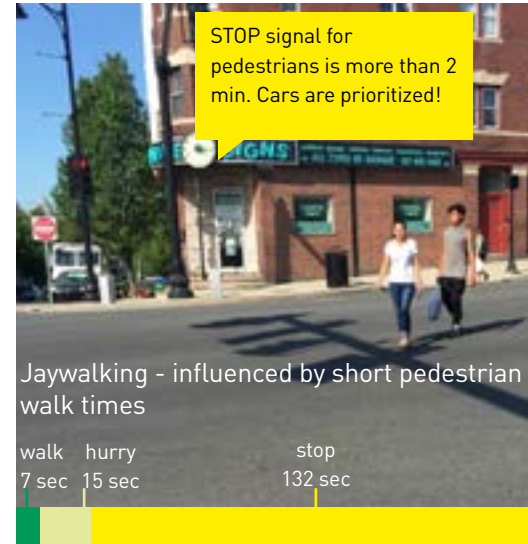 STOP signal for
pedestrians is more than 2
min. Cars are prioritized!
SIGNS
Jaywalking - influenced by short pedestrian
walk times
walk hurry stop
7 sec 15 sec 132 sec